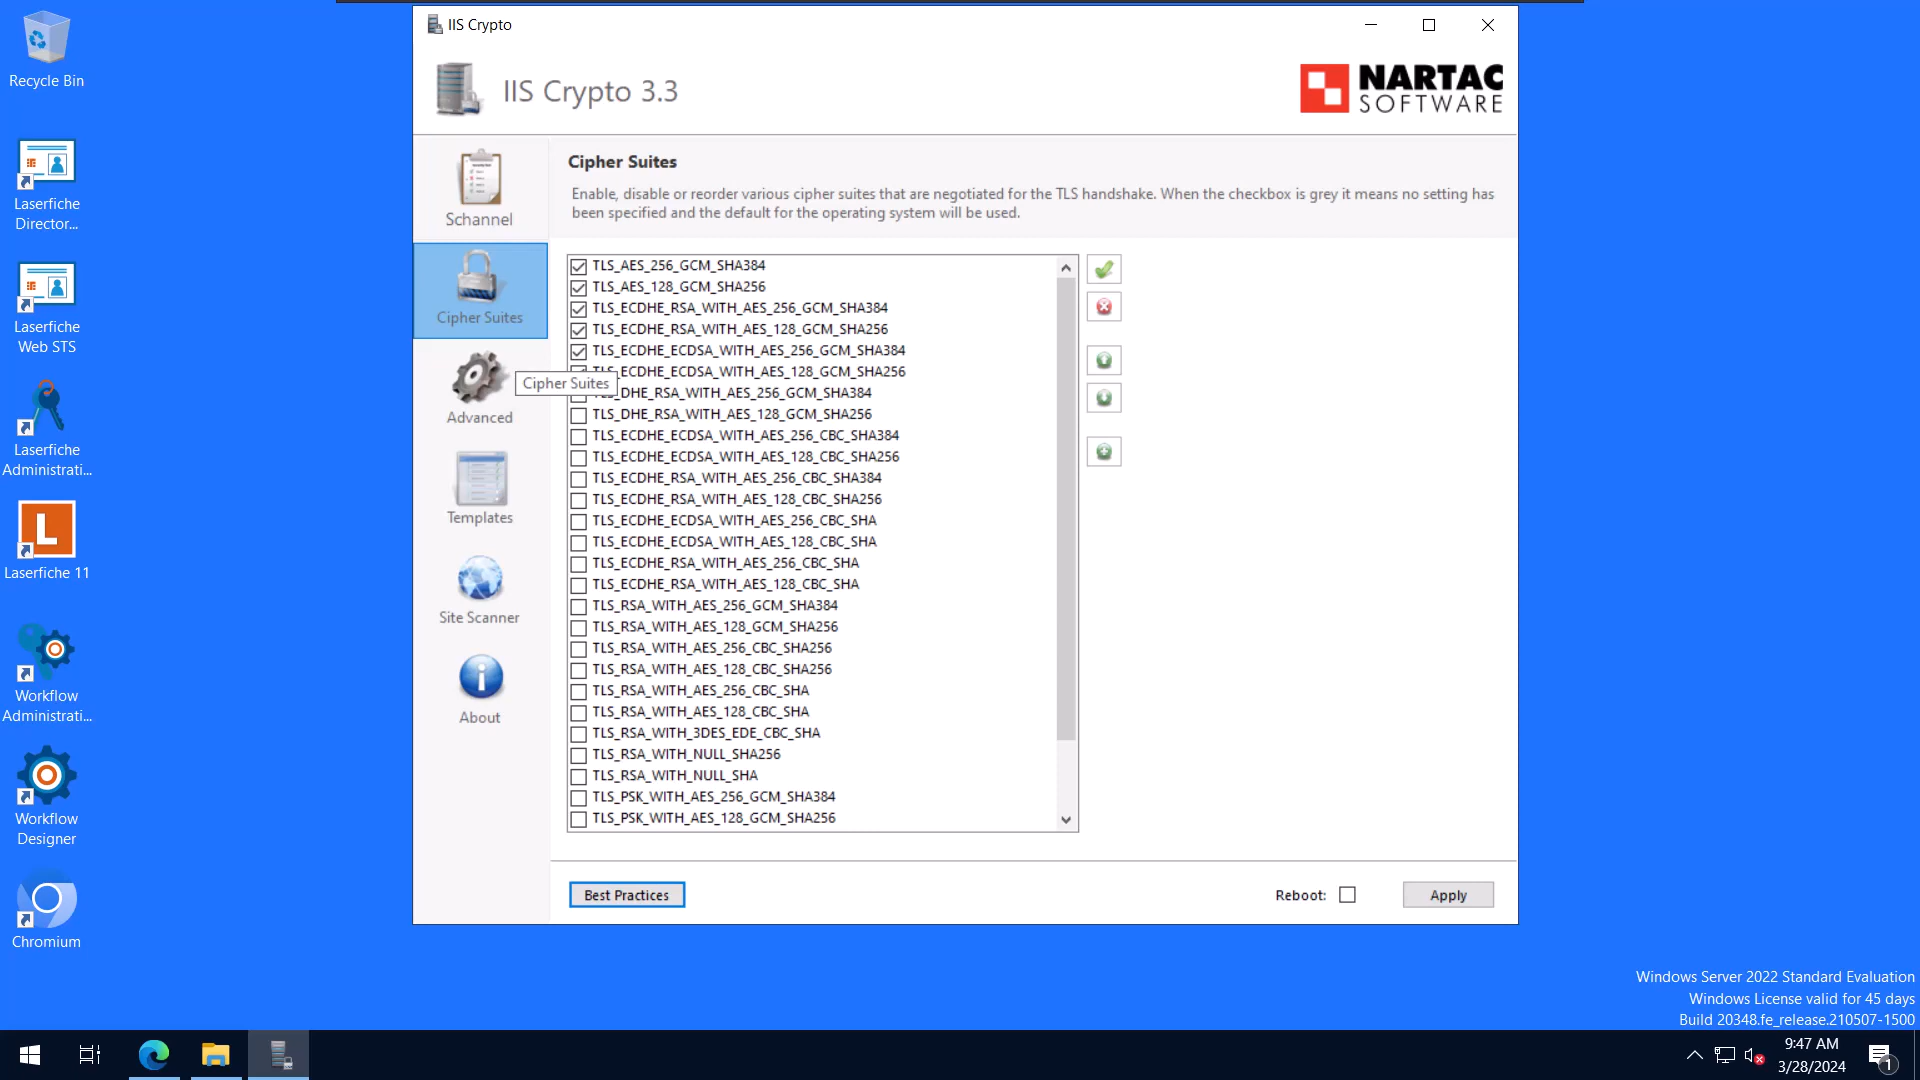 Recycle Bin
Laserfiche
Director...
Laserfiche
Web STS
Laserfiche
Administrati...
Laserfiche 11
Workflow
Administrati...
Workflow
Designer
Chromium
IIS Crypto
IIS Crypto 3.3
NARTAC
SOFTWARE
Schannel
Cipher Suites
Advanced
Templates
Site Scanner
About
Cipher Suites
Enable, disable or reorder various cipher suites that are negotiated for the TLS handshake. When the checkbox is grey it means no setting has
been specified and the default for the operating system will be used.
TLS_AES_256_GCM_SHA384
TLS_AES_128_GCM_SHA256
TLS_ECDHE_RSA_WITH_AES_256_GCM_SHA384
TLS_ECDHE_RSA_WITH_AES_128_GCM_SHA256
TLS_ECDHE_ECDSA_WITH_AES_256_GCM_SHA384
TLS_ECDHE_ECDSA_WITH_AES_128_GCM_SHA256
Cipher Suites
TLS_DHE_RSA_WITH_AES_256_GCM_SHA384
TLS_DHE_RSA_WITH_AES_128_GCM_SHA256
TLS_ECDHE_ECDSA_WITH_AES_256_CBC_SHA384
TLS_ECDHE_ECDSA_WITH_AES_128_CBC_SHA256
TLS_ECDHE_RSA_WITH_AES_256_CBC_SHA384
TLS_ECDHE_RSA_WITH_AES_128_CBC_SHA256
TLS_ECDHE_ECDSA_WITH_AES_256_CBC_SHA
TLS_ECDHE_ECDSA_WITH_AES_128_CBC_SHA
TLS_ECDHE_RSA_WITH_AES_256_CBC_SHA
TLS_ECDHE_RSA_WITH_AES_128_CBC_SHA
TLS_RSA_WITH_AES_256_GCM_SHA384
TLS_RSA_WITH_AES_128_GCM_SHA256
TLS_RSA_WITH_AES_256_CBC_SHA256
TLS_RSA_WITH_AES_128_CBC_SHA256
TLS_RSA_WITH_AES_256_CBC_SHA
TLS_RSA_WITH_AES_128_CBC_SHA
TLS_RSA_WITH_3DES_EDE_CBC_SHA
TLS_RSA_WITH_NULL_SHA256
TLS_RSA_WITH_NULL_SHA
TLS_PSK_WITH_AES_256_GCM_SHA384
TLS_PSK_WITH_AES_128_GCM_SHA256
Best Practices
Reboot:
Apply
Windows Server 2022 Standard Evaluation
Windows License valid for 45 days
Build 20348.fe_release.210507-1500
9:47 AM
3/28/2024
1